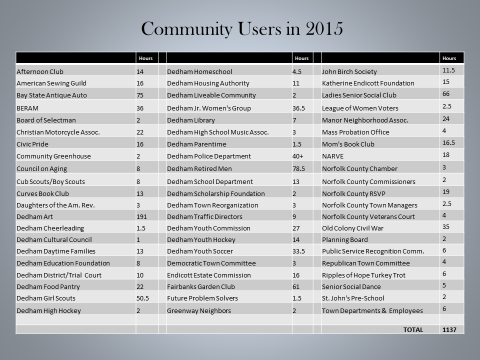 Community Users in 2015
Hours Hours Hours
Afternoon Club 14 Dedham Homeschool 4.5 John Birch Society 11.5
American Sewing Guild 16 Dedham Housing Authority 11 Katherine Endicott Foundation 15
Bay State Antique Auto 75 Dedham Liveable Community 2 Ladies Senior Social Club 66
BERAM 36 Dedham Jr. Women's Group 36.5 League of Women Voters 2.5
Board of Selectman 2 Dedham Library 7 Manor Neighborhood Assoc. 24
Christian Motorcycle Assoc. 22 Dedham High School Music Assoc. 3 Mass Probation Office 4
Civic Pride 16 Dedham Parentime 1.5 Mom's Book Club 16.5
Community Greenhouse 2 Dedham Police Department 40+ NARVE 18
Council on Aging 8 Dedham Retired Men 78.5 Norfolk County Chamber 3
Cub Scouts/Boy Scouts 8 Dedham School Department 13 Norfolk County Commissioners 2
Curves Book Club 13 Dedham Scholarship Foundation 2 Norfolk County RSVP 19
Daughters of the Am. Rev. 3 Dedham Town Reorganization 3 Norfolk County Town Managers 2.5
Dedham Art 191 Dedham Traffic Directors 9 Norfolk County Veterans Court 4
Dedham Cheerleading 1.5 Dedham Youth Commission 27 Old Colony Civil War 35
Dedham Cultural Council 1 Dedham Youth Hockey 14 Planning Board 2
Dedham Daytime Families 13 Dedham Youth Soccer 33.5 Public Service Recognition Comm. 6
Dedham Education Foundation 8 Democratic Town Committee 3 Republican Town Committee 4
Dedham District/Trial Court 10 Endicott Estate Commission 16 Ripples of Hope Turkey Trot 6
Dedham Food Pantry 22 Fairbanks Garden Club 61 Senior Social Dance 5
Dedham Girl Scouts 50.5 Future Problem Solvers 1.5 St. John's Pre-School 2
Dedham High Hockey 2 Greenway Neighbors 2 Town Departments & Employees 6
TOTAL 1137